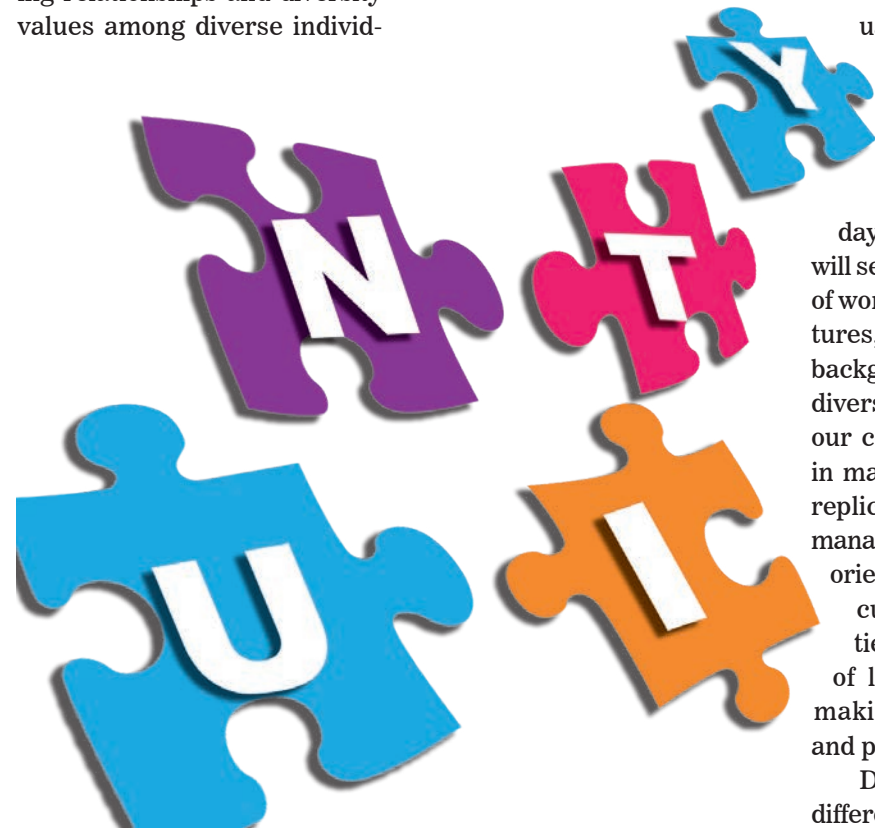 ing relationships and diversity
values among diverse individ-
U
N
I
T
Y
u
day
will se
of wor
tures,
backg
divers
our c
in ma
replic
mana
orie
cu
tie
of l
maki
and p
D
differe